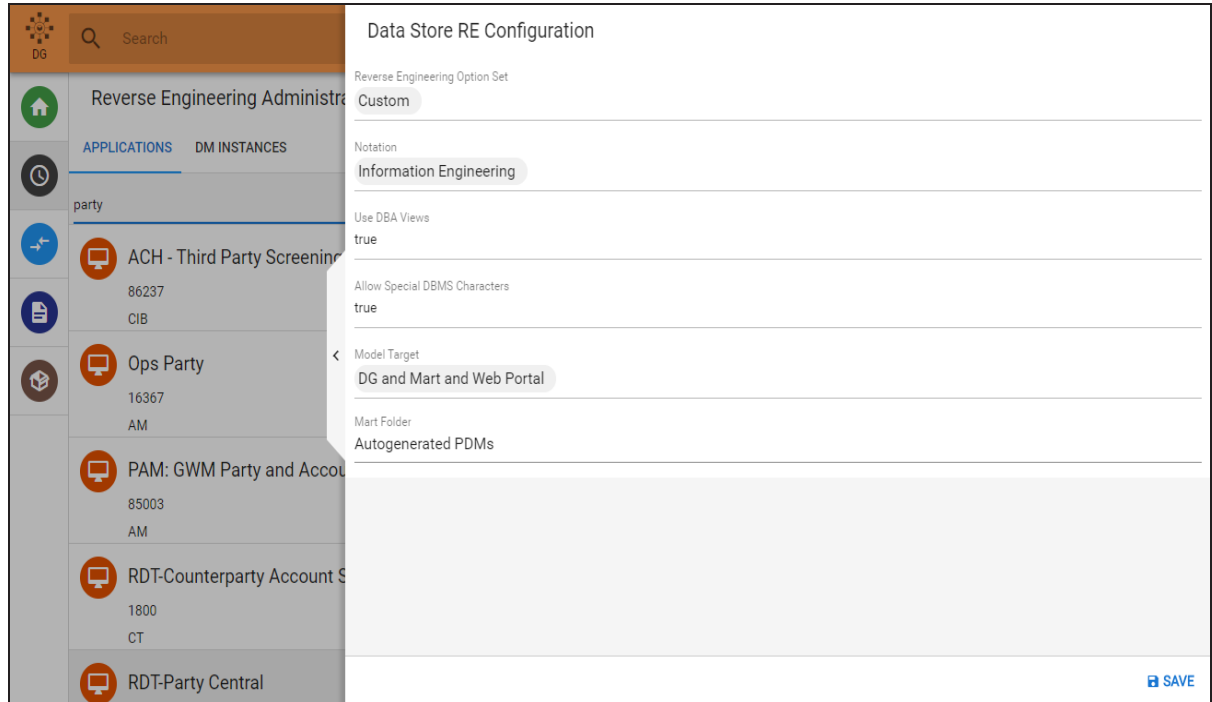 DG
Search
Reverse Engineering Administra
APPLICATIONS DM INSTANCES
party
ACH - Third Party Screening
86237
CIB
Ops Party
16367
AM
PAM: GWM Party and Accou
85003
AM
RDT-Counterparty Account S
1800
CT
RDT-Party Central
Data Store RE Configuration
Reverse Engineering Option Set
Custom
Notation
Information Engineering
Use DBA Views
true
Allow Special DBMS Characters
true
Model Target
DG and Mart and Web Portal
Mart Folder
Autogenerated PDMs
SAVE